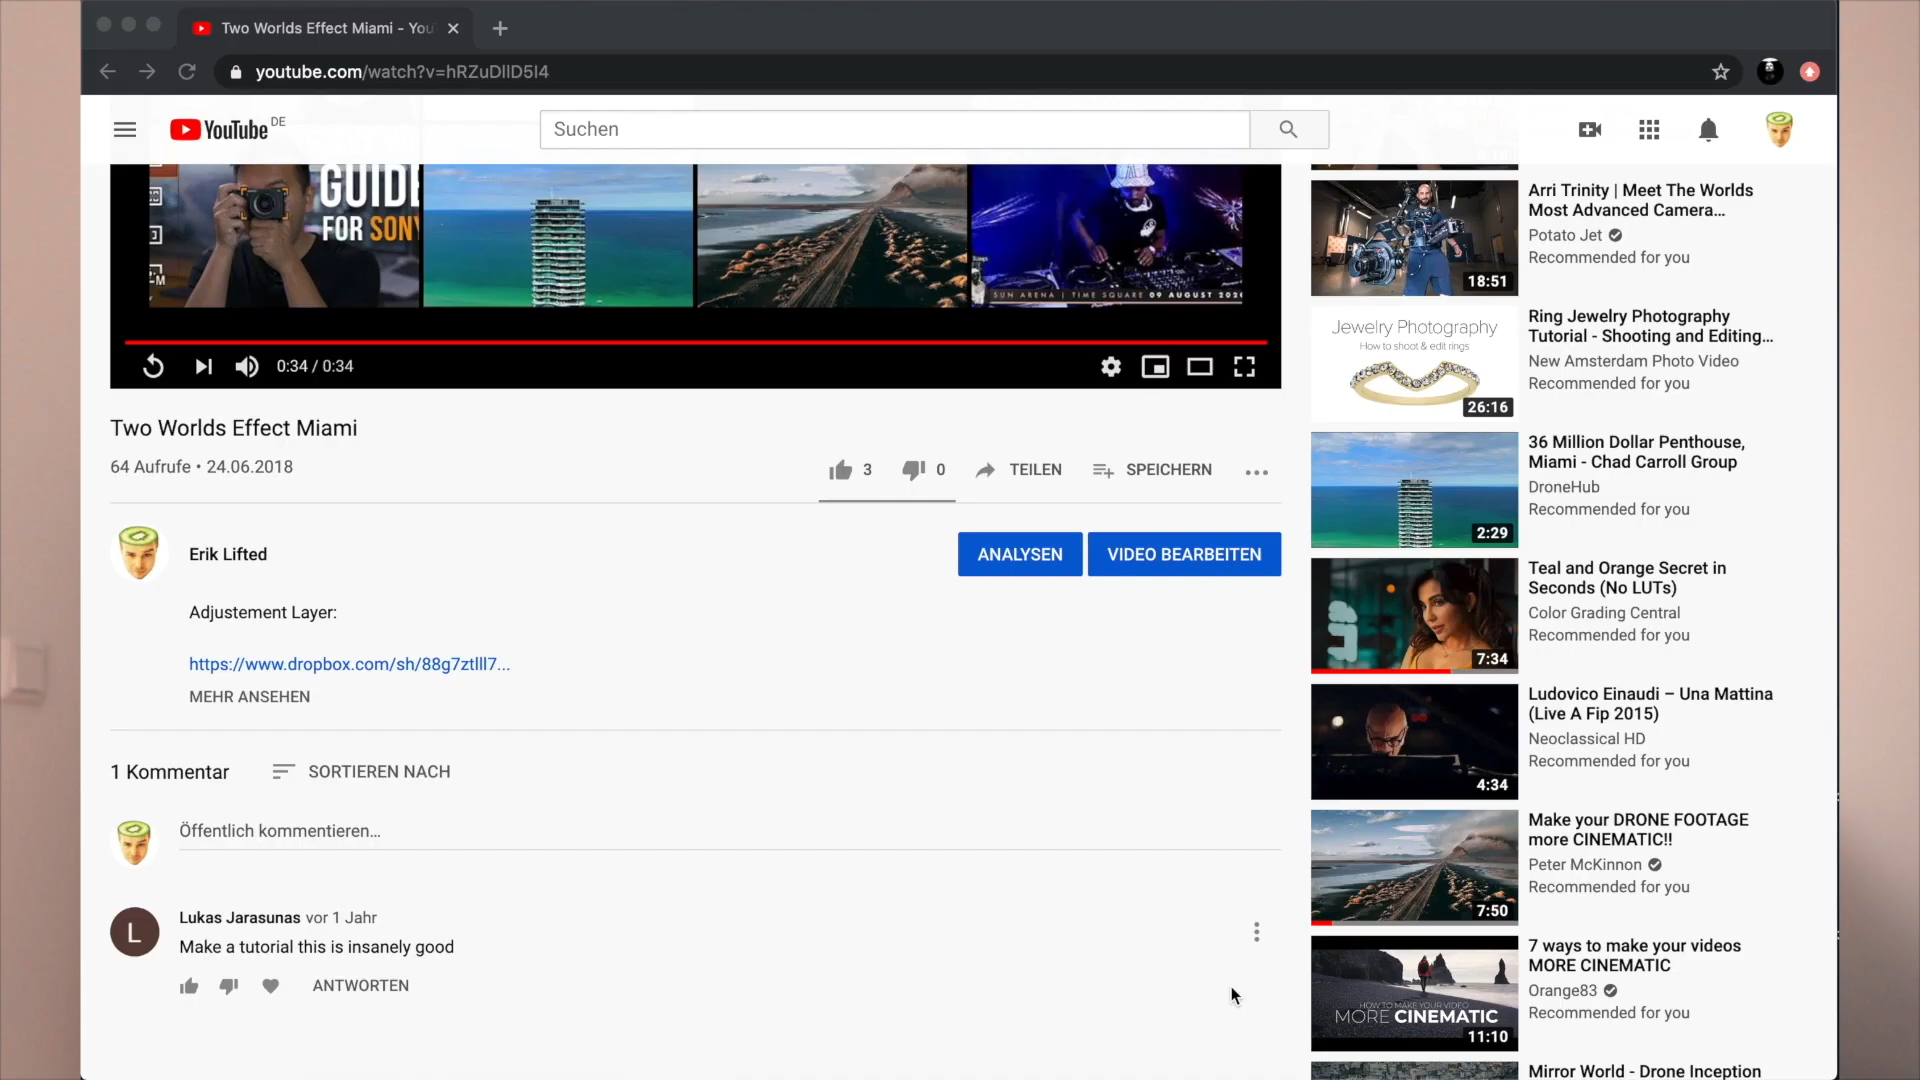 Two Worlds Effect Miami - You
youtube.com/watch?v=hRZuDllD5I4
YouTube DE
Suchen
GUIDE
FOR SONY
SUN ARENA | TIME SQUARE 09 AUGUST
0:34 / 0:34
Two Worlds Effect Miami
64 Aufrufe • 24.06.2018
3
0
TEILEN
SPEICHERN
Erik Lifted
ANALYSEN
VIDEO BEARBEITEN
Adjustement Layer:
https://www.dropbox.com/sh/88g7ztlll7...
MEHR ANSEHEN
1 Kommentar
SORTIEREN NACH
Öffentlich kommentieren...
L
Lukas Jarasunas vor 1 Jahr
Make a tutorial this is insanely good
ANTWORTEN
18:51
Arri Trinity | Meet The Worlds
Most Advanced Camera...
Potato Jet
Recommended for you
Jewelry Photography
How to shoot & edit rings
26:16
Ring Jewelry Photography
Tutorial - Shooting and Editing...
New Amsterdam Photo Video
Recommended for you
2:29
36 Million Dollar Penthouse,
Miami - Chad Carroll Group
DroneHub
Recommended for you
7:34
Teal and Orange Secret in
Seconds (No LUTs)
Color Grading Central
Recommended for you
4:34
Ludovico Einaudi – Una Mattina
(Live A Fip 2015)
Neoclassical HD
Recommended for you
7:50
Make your DRONE FOOTAGE
more CINEMATIC!!
Peter McKinnon
Recommended for you
HOW TO MAKE YOUR VIDEO
MORE CINEMATIC
11:10
7 ways to make your videos
MORE CINEMATIC
Orange83
Recommended for you
Mirror World - Drone Inception